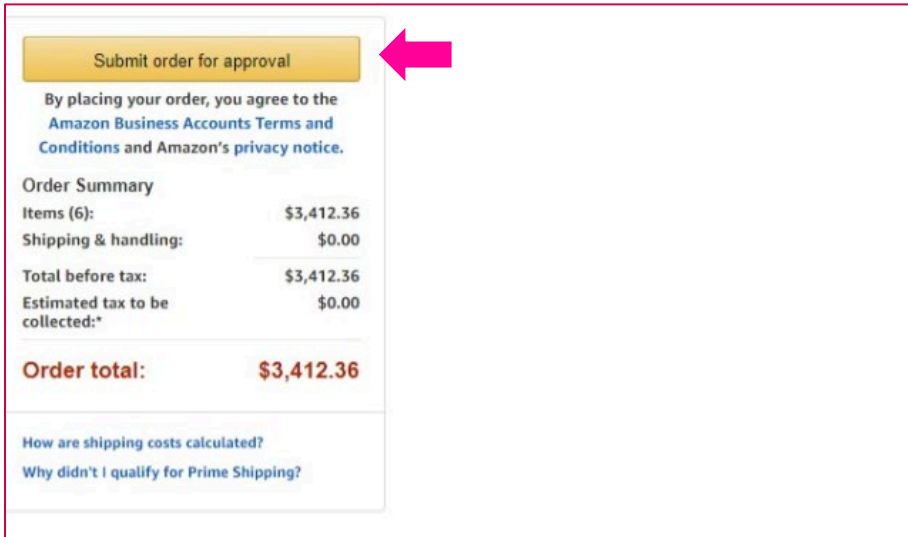 Submit order for approval
By placing your order, you agree to the
Amazon Business Accounts Terms and
Conditions and Amazon's privacy notice.
Order Summary
Items (6): $3,412.36
Shipping & handling: $0.00
Total before tax: $3,412.36
Estimated tax to be $0.00
collected:*
Order total: $3,412.36
How are shipping costs calculated?
Why didn't I qualify for Prime Shipping?